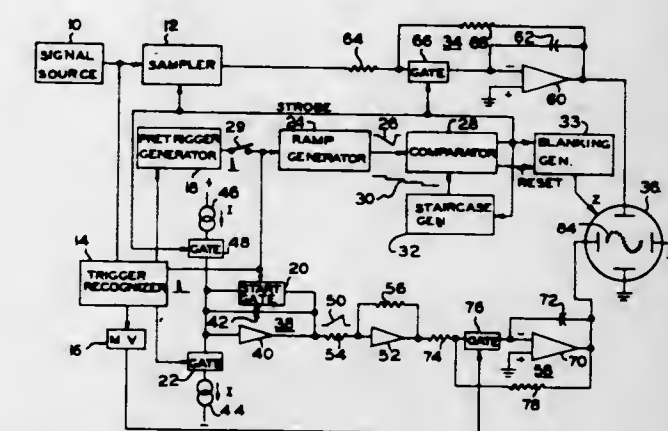 10
SIGNAL
SOURCE
12
SAMPLER
64
66
GATE
34
68
62
-
+
60
STROBE
PRETRIGGER
GENERATOR
18
29
24
RAMP
GENERATOR
26
28
COMPARATOR
33
BLANKING
GEN.
RESET
30
STAIRCASE
GEN
32
Z
36
84
+
46
I
GATE
48
14
TRIGGER
RECOGNIZER
20
START
GATE
42
38
40
50
54
56
52
74
76
GATE
72
-
+
70
58
78
16
MV
GATE
22
I
44
-